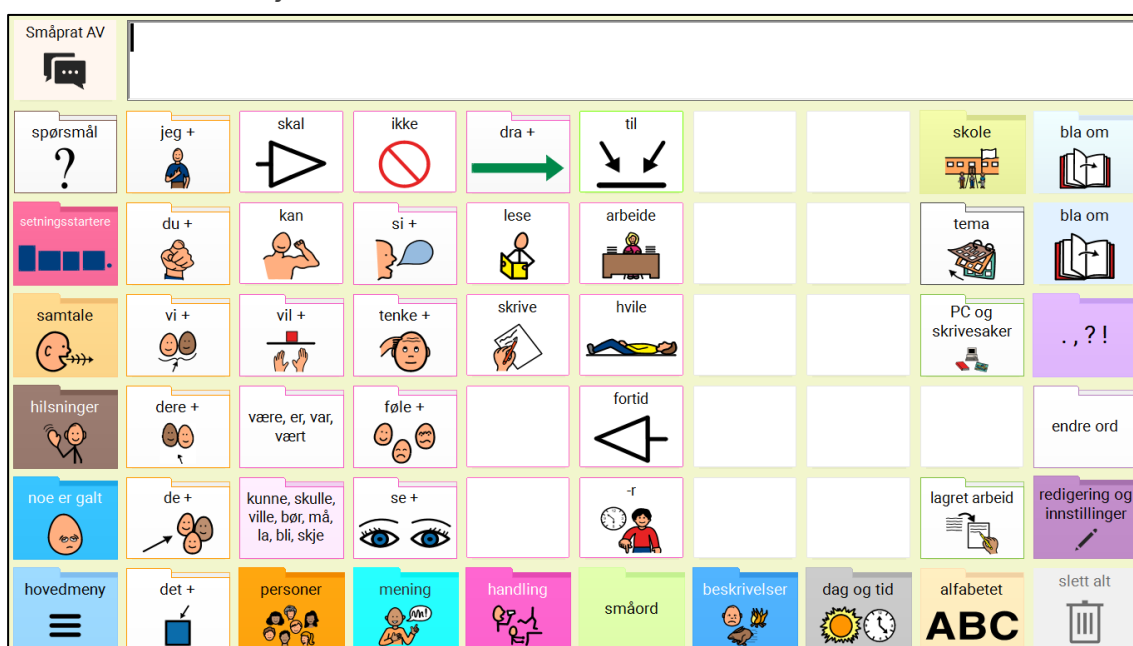 Småprat AV
spørsmål
jeg +
skal
ikke
dra +
til
skole
bla om
setningsstartere
du +
kan
si +
lese
arbeide
tema
bla om
samtale
vi +
vil +
tenke +
skrive
hvile
PC og
skrivesaker
. , ? !
hilsninger
dere +
være, er, var,
vært
føle +
fortid
endre ord
noe er galt
de +
kunne, skulle,
ville, bør, må,
la, bli, skje
se +
-r
lagret arbeid
redigering og
innstillinger
hovedmeny
det +
personer
mening
Mm!
handling
småord
beskrivelser
dag og tid
alfabetet
ABC
slett alt